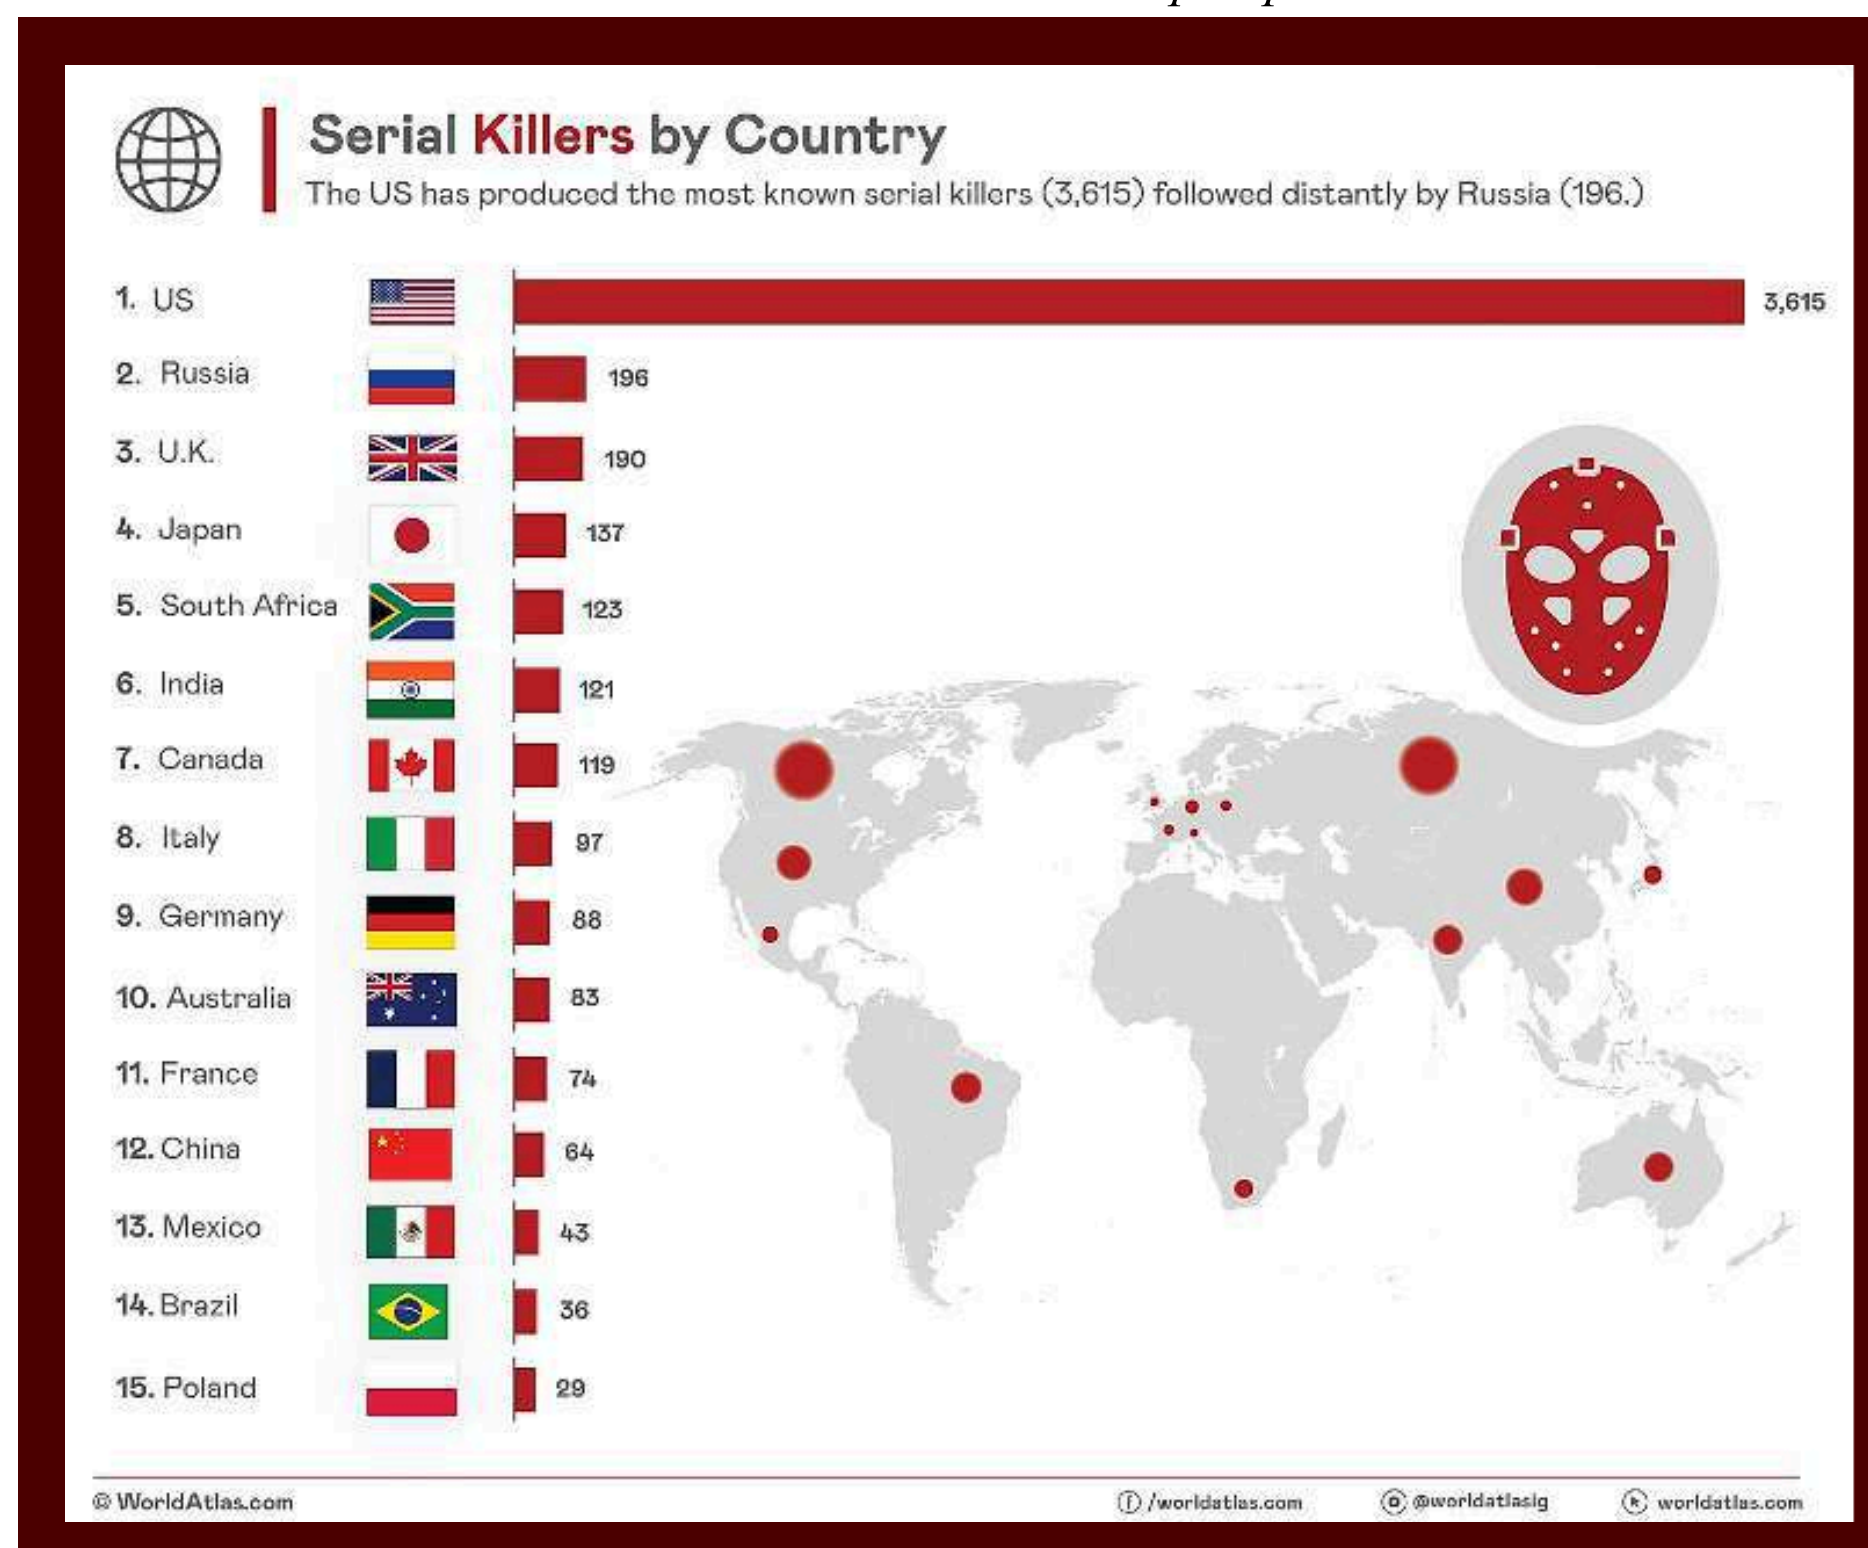 Serial Killers by Country
The US has produced the most known serial killers (3,615) followed distantly by Russia (196.)
1. US 3,615
2. Russia 196
3. U.K. 190
4. Japan 137
5. South Africa 123
6. India 121
7. Canada 119
8. Italy 97
9. Germany 88
10. Australia 83
11. France 74
12. China 64
13. Mexico 43
14. Brazil 36
15. Poland 29
© WorldAtlas.com /worldatlas.com @worldatlasig worldatlas.com